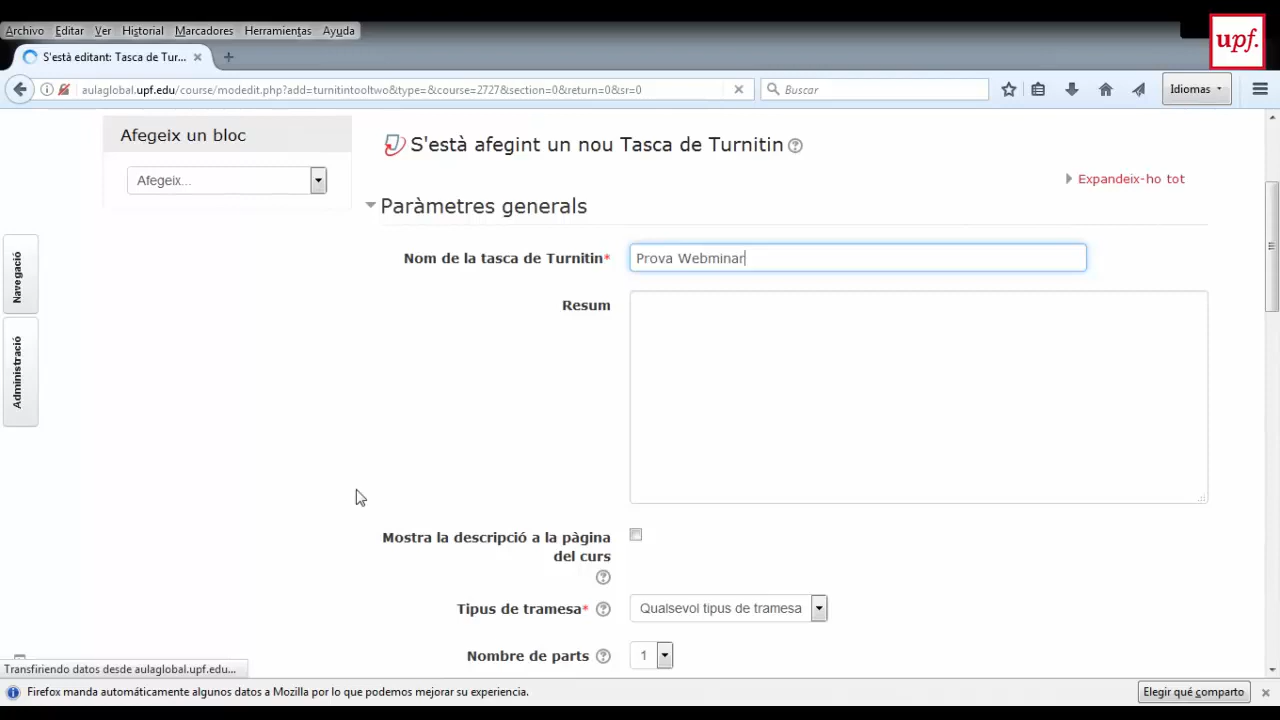 Archivo Editar Ver Historial Marcadores Herramientas Ayuda
upf.
S'està editant: Tasca de Tur...
aulaglobal.upf.edu/course/modedit.php?add=turnitintooltwo&type=&course=2727&section=0&return=0&sr=0
Buscar
Idiomas
Afegeix un bloc
Afegeix...
S'està afegint un nou Tasca de Turnitin
Expandeix-ho tot
Paràmetres generals
Nom de la tasca de Turnitin*
Prova Webminar
Resum
Navegació
Administració
Mostra la descripció a la pàgina
del curs
Tipus de tramesa*
Qualsevol tipus de tramesa
Nombre de parts
1
Transfiriendo datos desde aulaglobal.upf.edu...
Firefox manda automáticamente algunos datos a Mozilla por lo que podemos mejorar su experiencia.
Elegir qué comparto